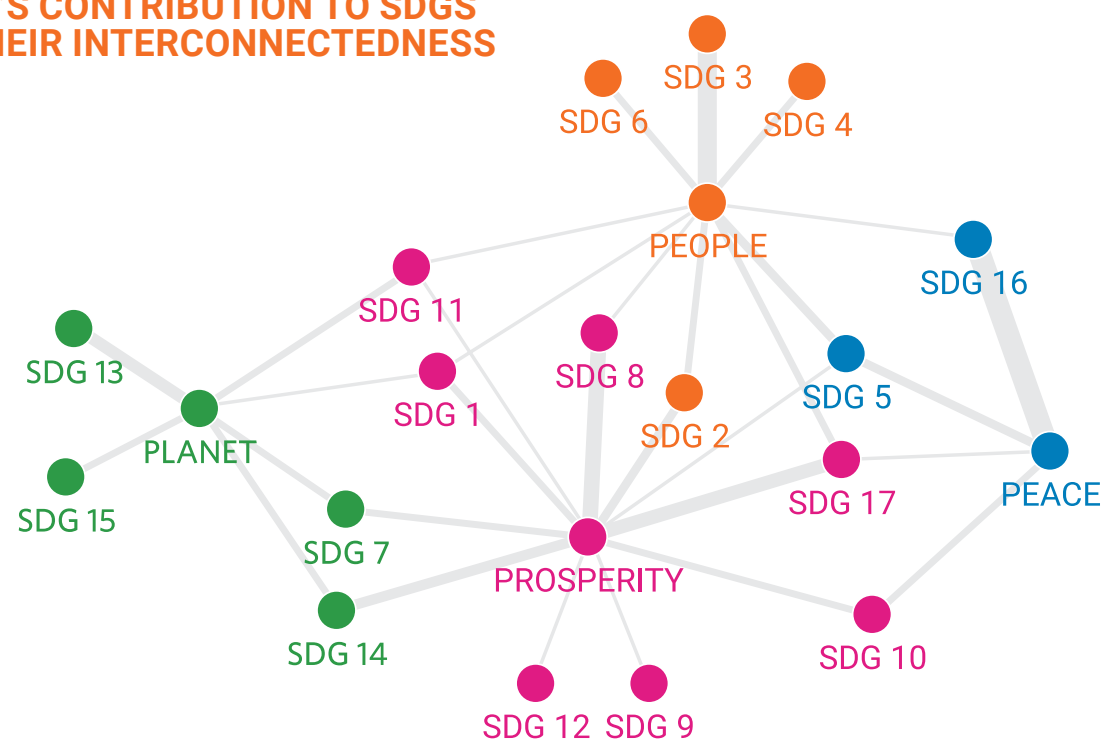 'S CONTRIBUTION TO SDGS
HEIR INTERCONNECTEDNESS
SDG 3
SDG 6
SDG 4
PEOPLE
SDG 16
SDG 11
SDG 13
SDG 8
SDG 5
SDG 1
SDG 2
PLANET
SDG 17
PEACE
SDG 15
SDG 7
PROSPERITY
SDG 14
SDG 10
SDG 12
SDG 9